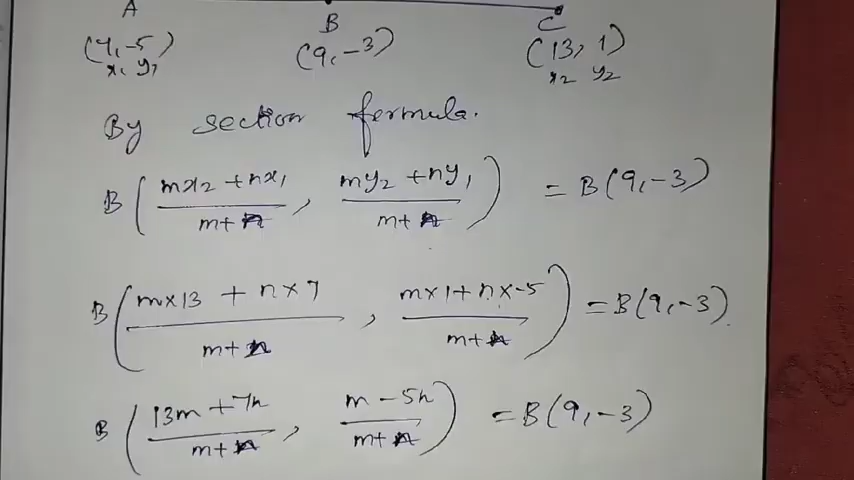 A B C
(7, -5) (9, -3) (13, 1)
x₁ y₁ x₂ y₂
By section formula.
B((mx₂ + nx₁)/(m+n), (my₂ + ny₁)/(m+n)) = B(9, -3)
B((m×13 + n×7)/(m+n), (m×1 + n×-5)/(m+n)) = B(9, -3).
B((13m + 7n)/(m+n), (m - 5n)/(m+n)) = B(9, -3)